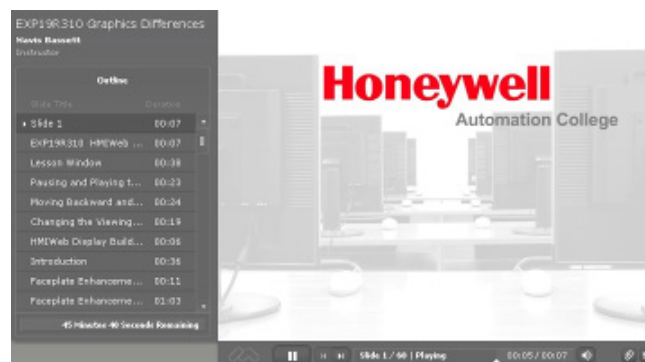 EXP19R310 Graphics Differences
Mavis Bassett
Instructor
Outline
Slide Title Duration
Slide 1 00:07
EXP19R310 HMIWeb ... 00:07
Lesson Window 00:38
Pausing and Playing t... 00:23
Moving Backward and... 00:24
Changing the Viewing... 00:19
HMIWeb Display Build... 00:06
Introduction 00:36
Faceplate Enhanceme... 00:11
Faceplate Enhanceme... 01:03
45 Minutes 40 Seconds Remaining
Honeywell
Automation College
Slide 1 / 60 | Playing
00:05 / 00:07